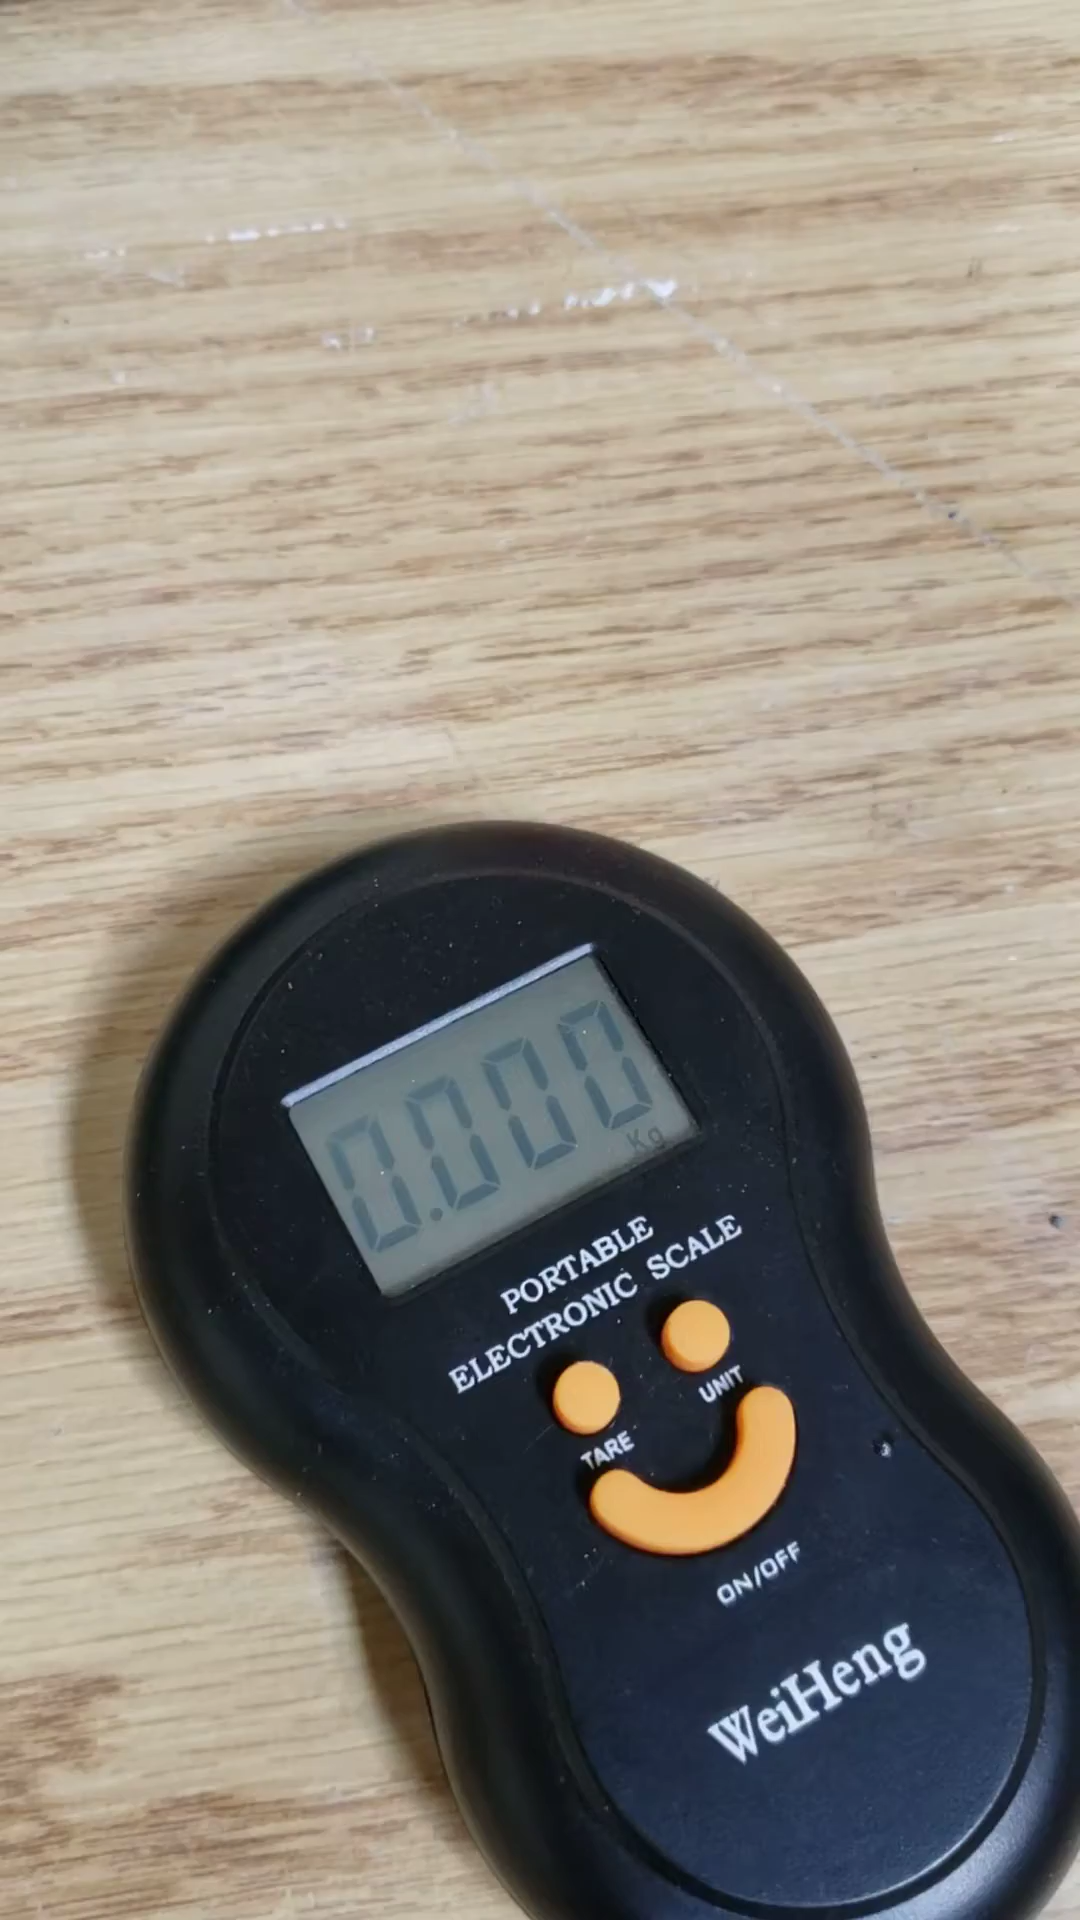 0.000
Kg
PORTABLE
ELECTRONIC SCALE
UNIT
TARE
ON/OFF
WeiHeng